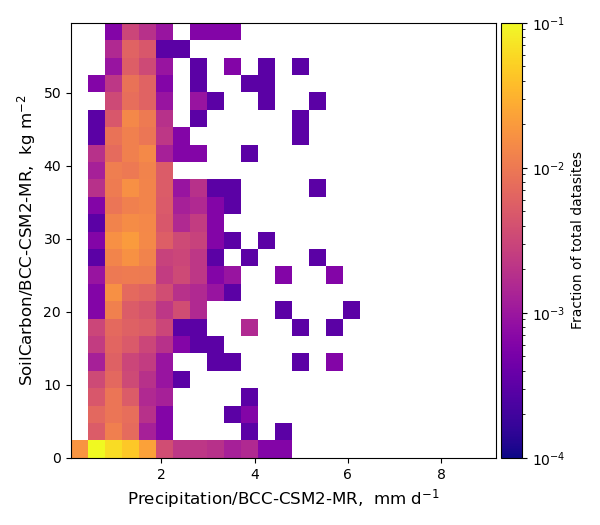 10⁻¹
10⁻²
10⁻³
10⁻⁴
Fraction of total datasites
50
40
30
20
10
0
SoilCarbon/BCC-CSM2-MR, kg m⁻²
2 4 6 8
Precipitation/BCC-CSM2-MR, mm d⁻¹